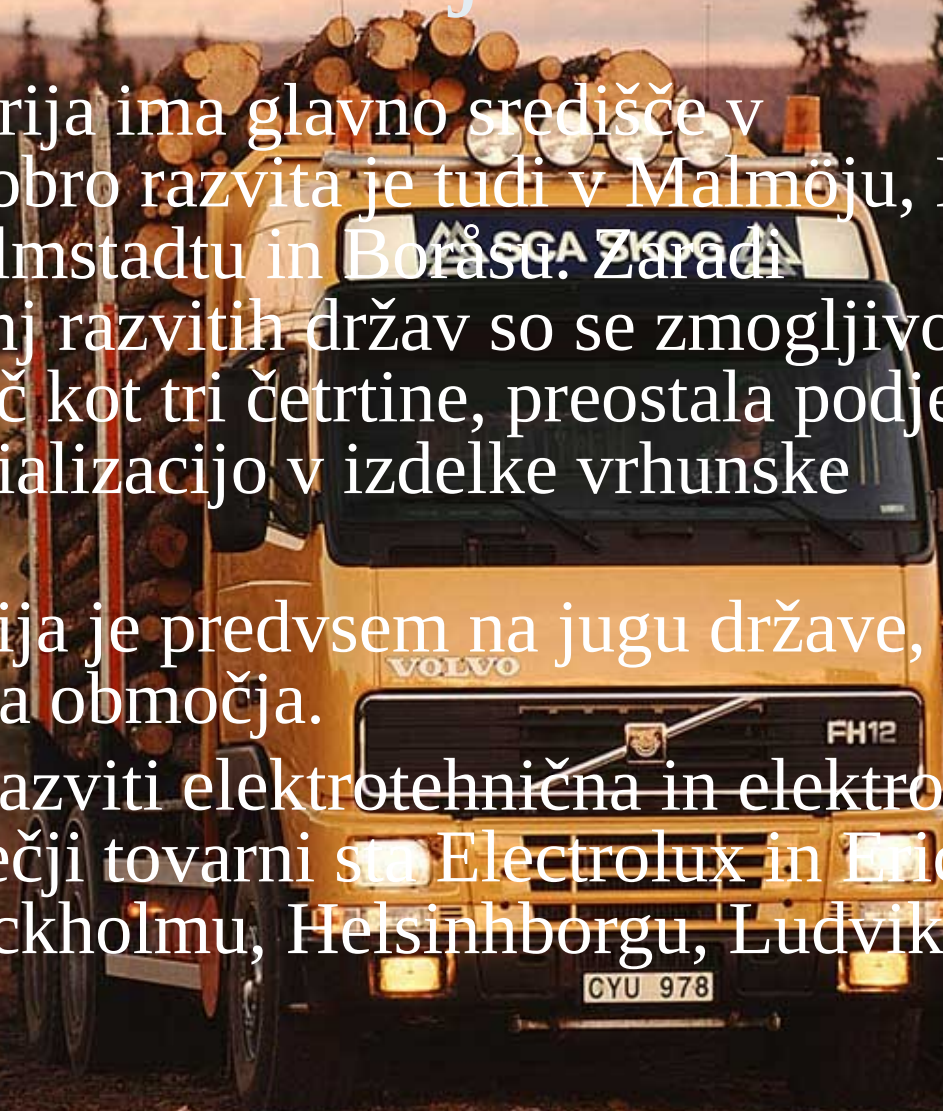 rija ima glavno središče v
obro razvita je tudi v Malmöju,
lmstadtu in Boråsu. Zaradi
SCA SKOG
nj razvitih držav so se zmogljivo
č kot tri četrtine, preostala podje
ializacijo v izdelke vrhunske
ija je predvsem na jugu države,
VOLVO
a območja.
FH12
azviti elektrotehnična in elektro
ečji tovarni sta Electrolux in Eric
ckholmu, Helsinhborgu, Ludvik
CYU 978